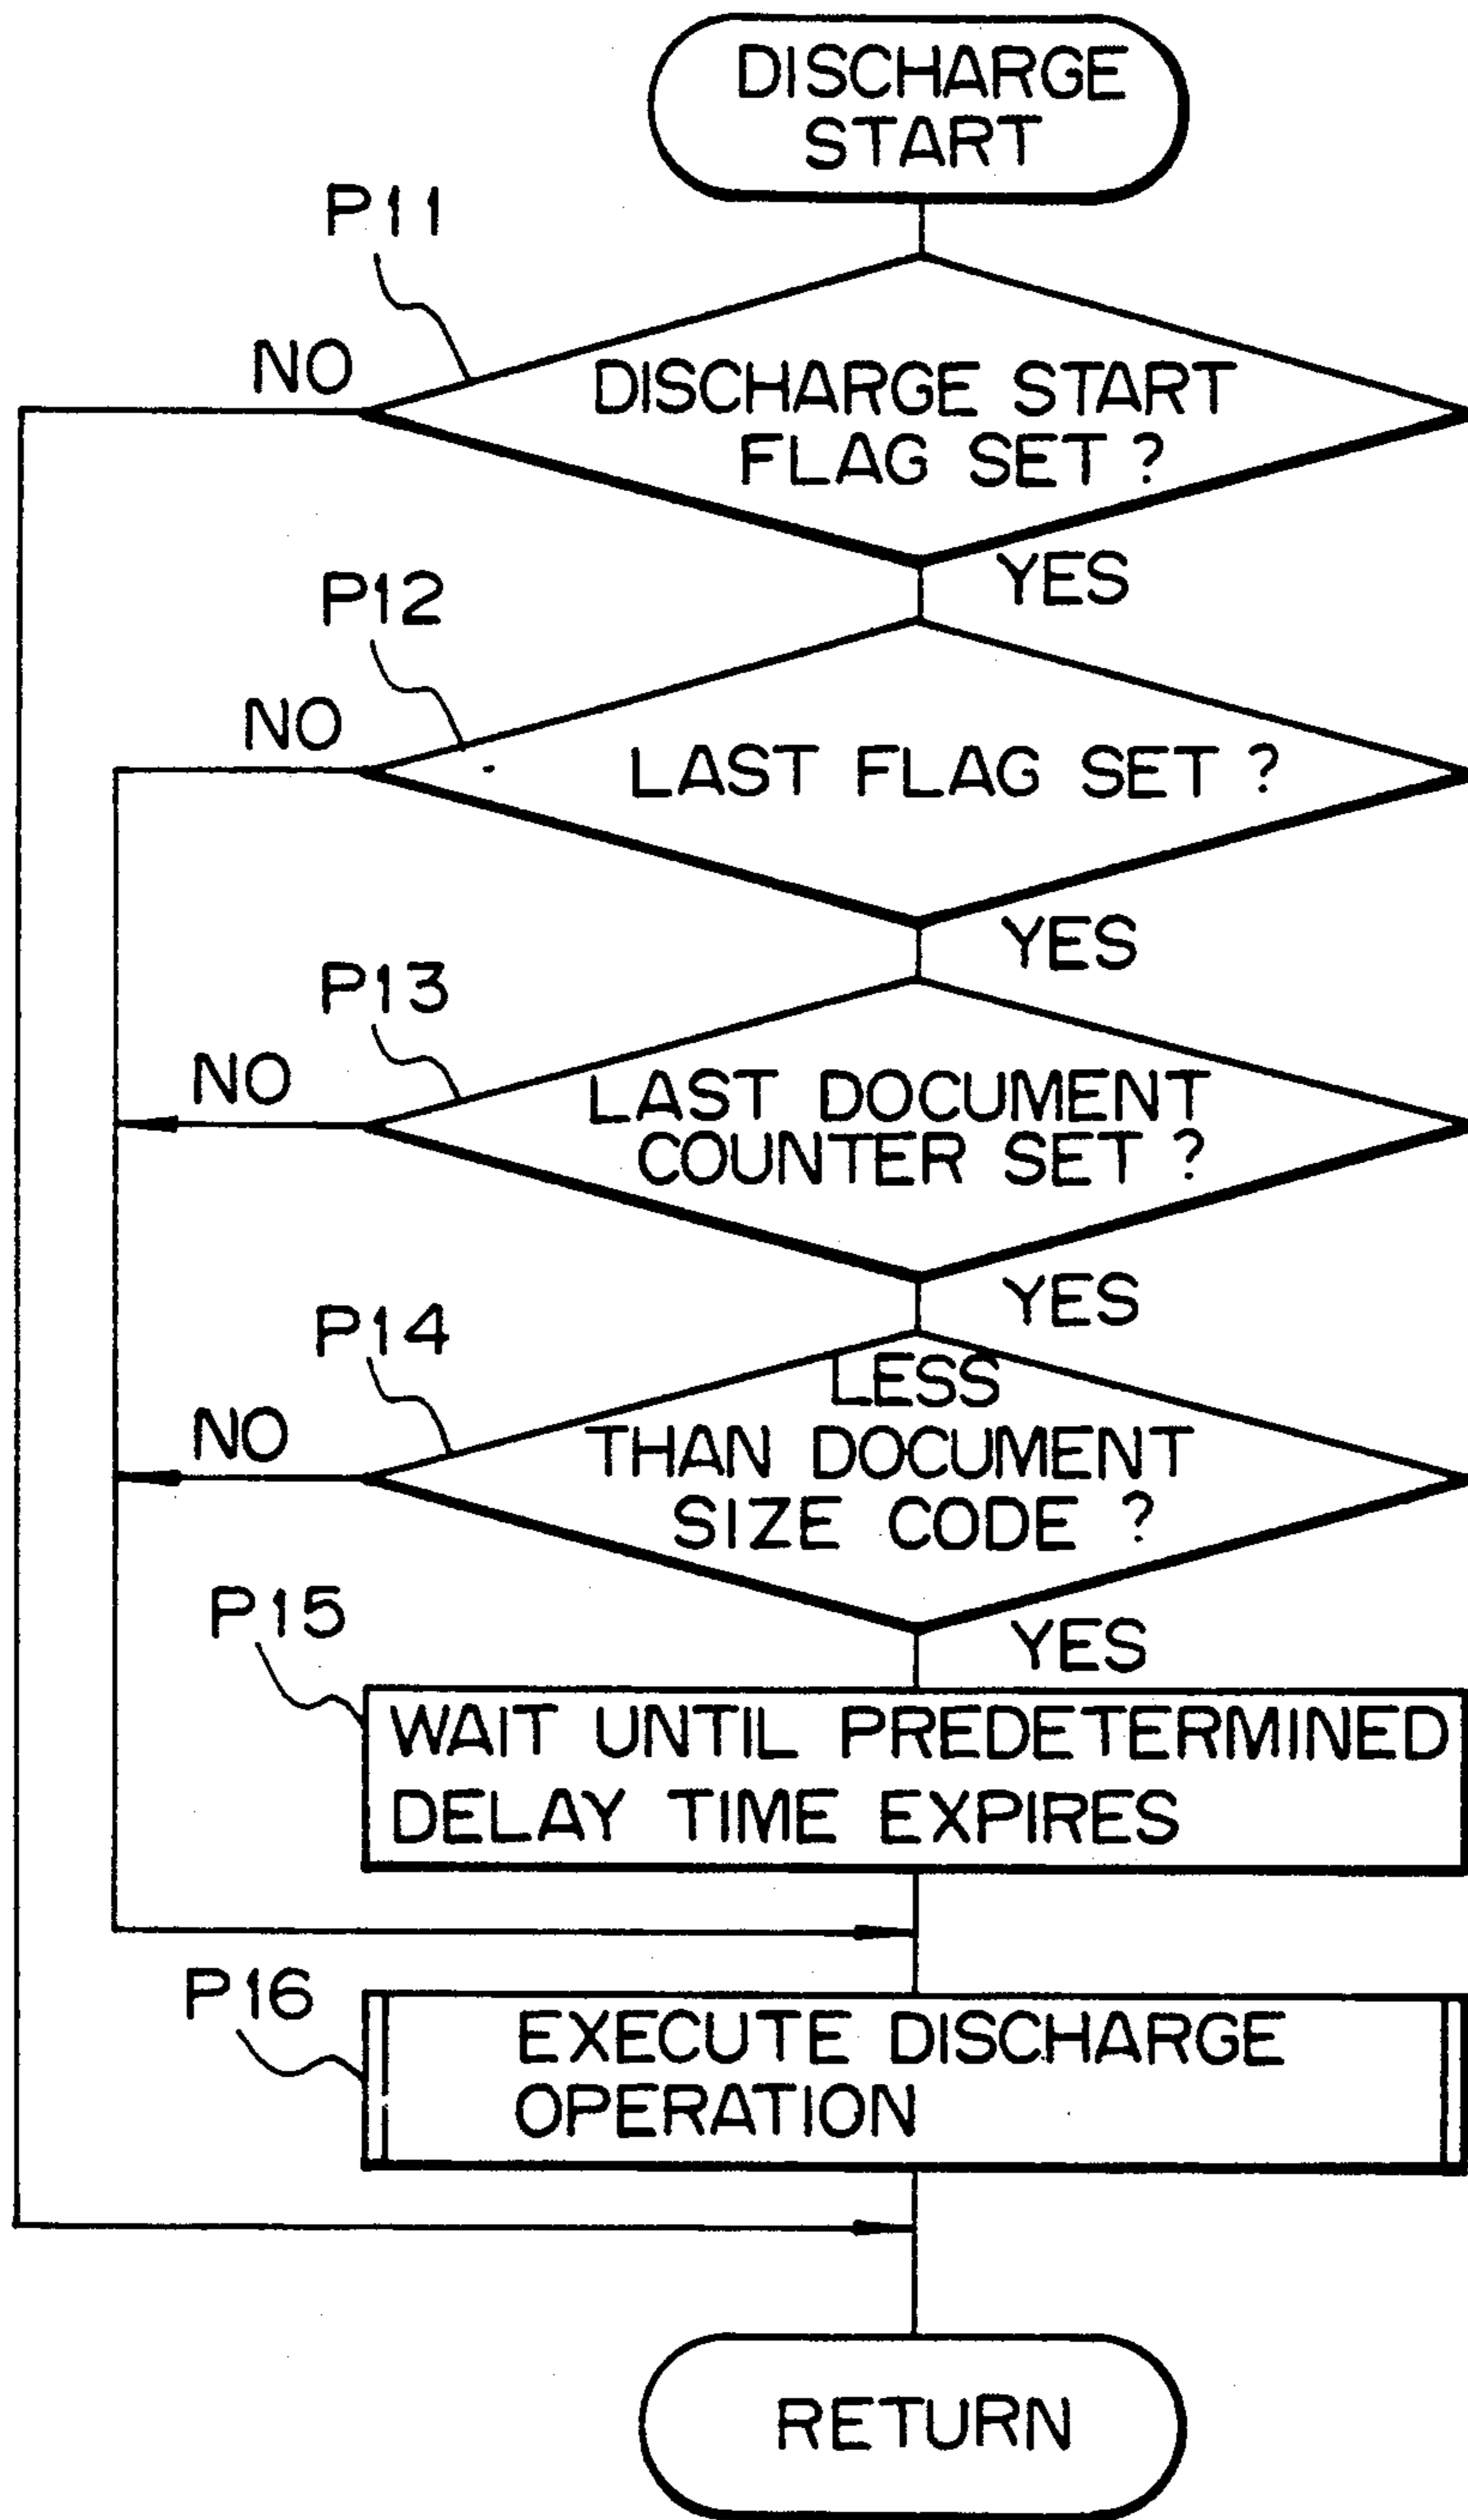 DISCHARGE
START
P11
NO
DISCHARGE START
FLAG SET ?
YES
P12
NO
LAST FLAG SET ?
YES
P13
NO
LAST DOCUMENT
COUNTER SET ?
YES
P14
NO
LESS
THAN DOCUMENT
SIZE CODE ?
YES
P15
WAIT UNTIL PREDETERMINED
DELAY TIME EXPIRES
P16
EXECUTE DISCHARGE
OPERATION
RETURN